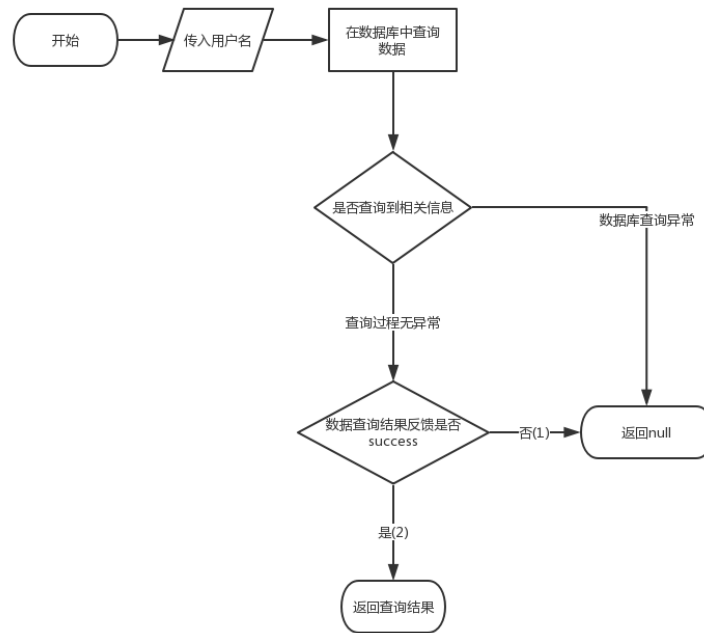 开始
传入用户名
在数据库中查询
数据
是否查询到相关信息
数据库查询异常
查询过程无异常
数据查询结果反馈是否
success
否(1)
返回null
是(2)
返回查询结果